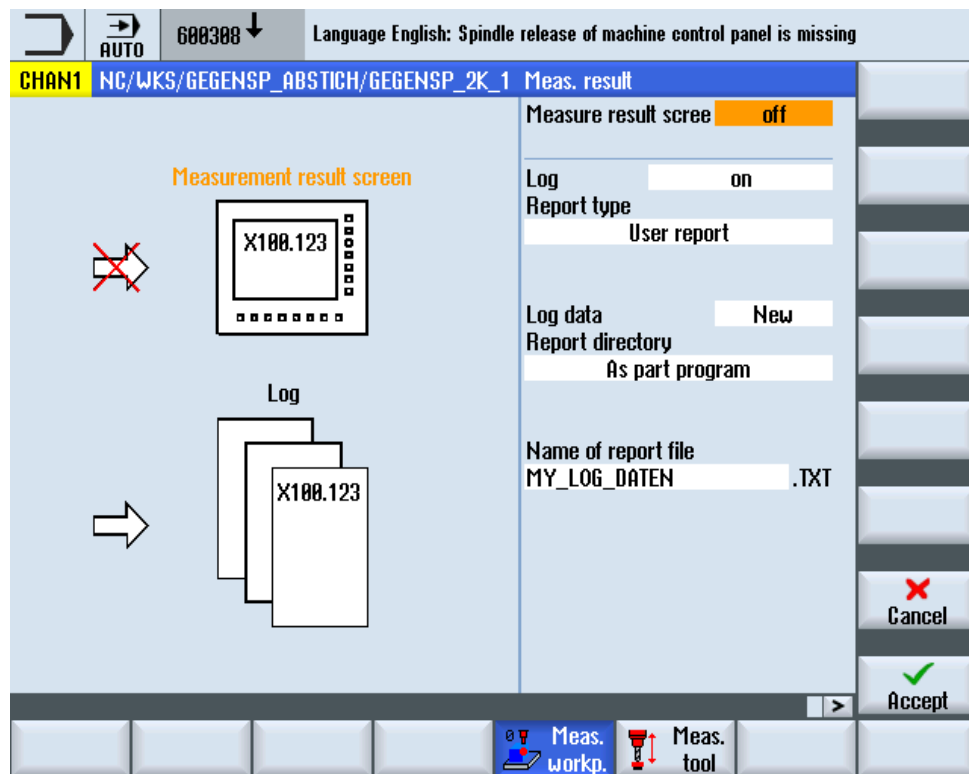 AUTO
600308
Language English: Spindle release of machine control panel is missing
CHAN1 NC/WKS/GEGENSP_ABSTICH/GEGENSP_2K_1 Meas. result
Measure result scree off
Measurement result screen
X100.123
Log on
Report type
User report
Log data New
Report directory
As part program
Log
X100.123
Name of report file
MY_LOG_DATEN .TXT
Cancel
Accept
>
0 Meas.
workp.
Meas.
tool